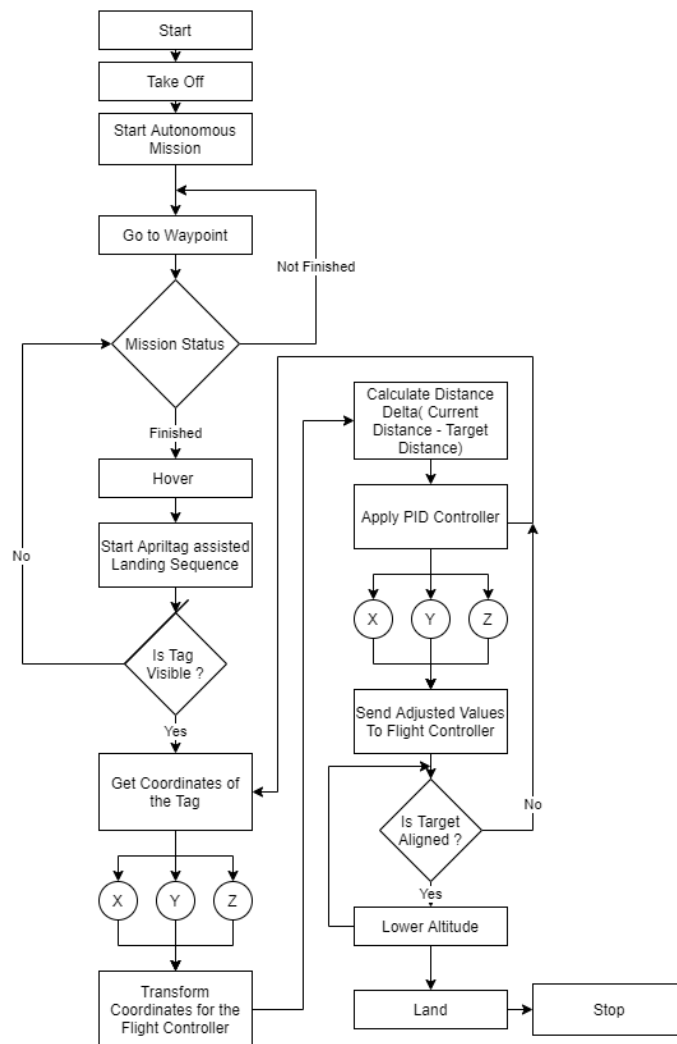 Start
Take Off
Start Autonomous
Mission
Go to Waypoint
Not Finished
Mission Status
Finished
Hover
No
Start Apriltag assisted
Landing Sequence
Is Tag
Visible ?
Yes
Get Coordinates of
the Tag
X
Y
Z
Transform
Coordinates for the
Flight Controller
Calculate Distance
Delta( Current
Distance - Target
Distance)
Apply PID Controller
X
Y
Z
Send Adjusted Values
To Flight Controller
Is Target
Aligned ?
No
Yes
Lower Altitude
Land
Stop